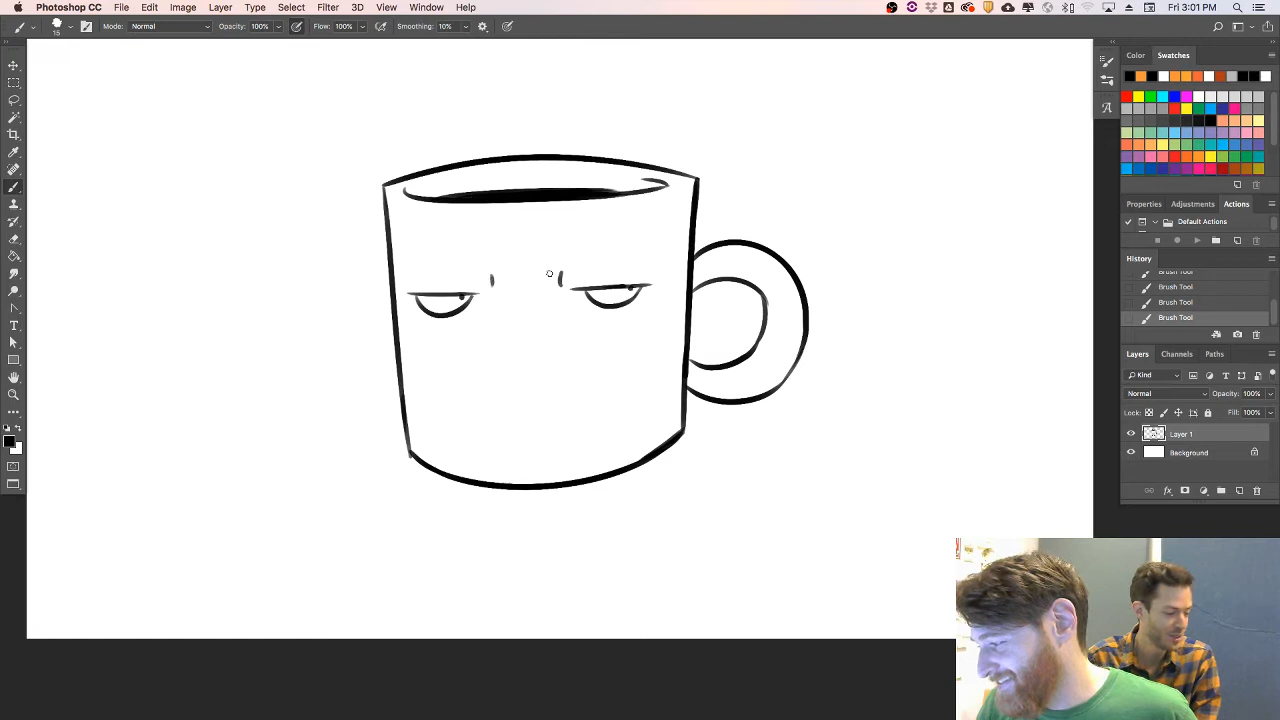 Photoshop CC File Edit Image Layer Type Select Filter 3D View Window Help Fri 3:01 PM
15 Mode: Normal Opacity: 100% Flow: 100% Smoothing: 10%
Color Swatches
Properties Adjustments Actions
Default Actions
History
Brush Tool
Brush Tool
Brush Tool
Brush Tool
Layers Channels Paths
Kind
Normal Opacity: 100%
Lock: Fill: 100%
Layer 1
Background